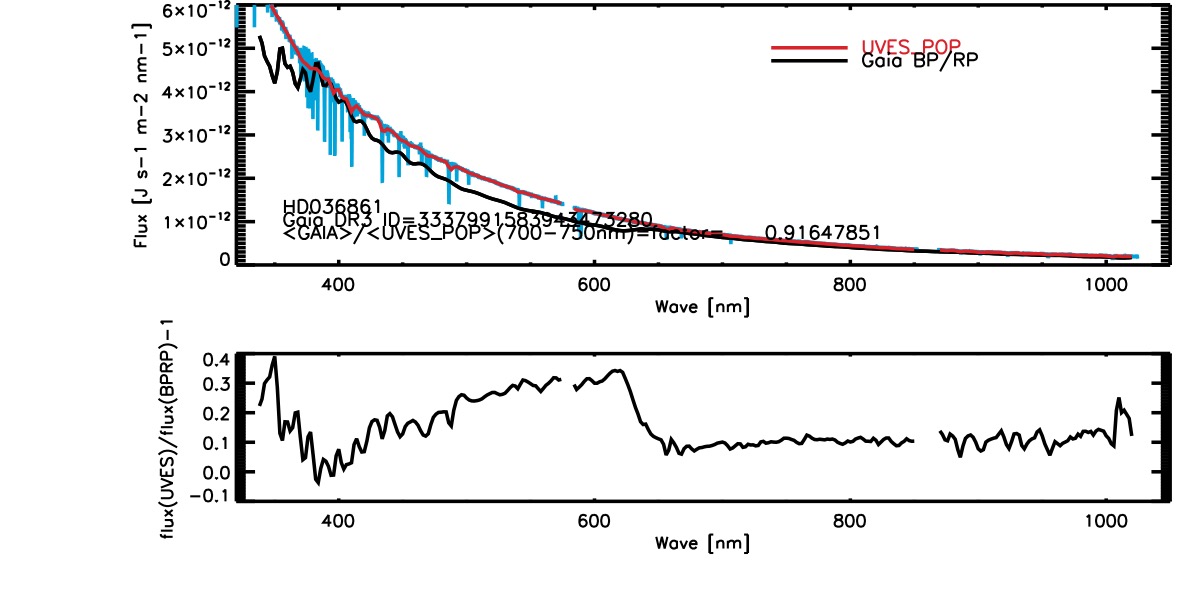 6×10⁻¹²
5×10⁻¹²
4×10⁻¹²
3×10⁻¹²
2×10⁻¹²
1×10⁻¹²
0
Flux [J s-1 m-2 nm-1]
UVES_POP
Gaia BP/RP
HD036861
Gaia DR3 ID=3337991583943173280
<GAIA>/<UVES_POP>(700-750nm)=factor= 0.91647851
400 600 800 1000
Wave [nm]
0.4
0.3
0.2
0.1
0.0
-0.1
flux(UVES)/flux(BPRP)-1
400 600 800 1000
Wave [nm]